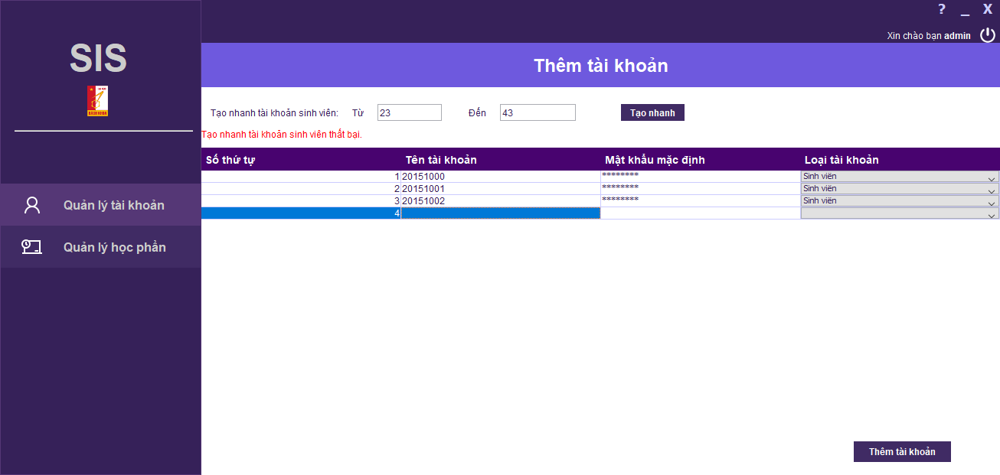 ? _ X
Xin chào bạn admin
SIS
BÁCH KHOA
Quản lý tài khoản
Quản lý học phần
Thêm tài khoản
Tạo nhanh tài khoản sinh viên: Từ 23 Đến 43 Tạo nhanh
Tạo nhanh tài khoản sinh viên thất bại.
Số thứ tự Tên tài khoản Mật khẩu mặc định Loại tài khoản
1 20151000 ******** Sinh viên
2 20151001 ******** Sinh viên
3 20151002 ******** Sinh viên
4
Thêm tài khoản